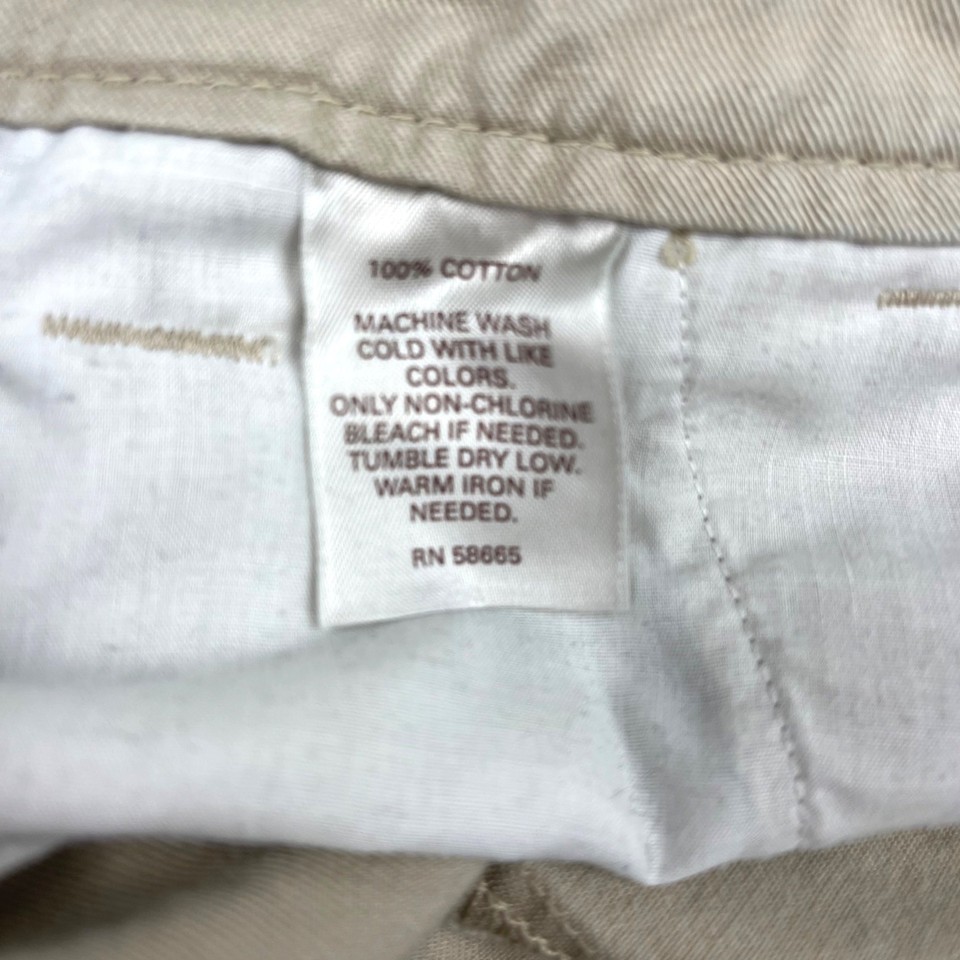 100% COTTON
MACHINE WASH
COLD WITH LIKE
COLORS.
ONLY NON-CHLORINE
BLEACH IF NEEDED.
TUMBLE DRY LOW.
WARM IRON IF
NEEDED.
RN 58665